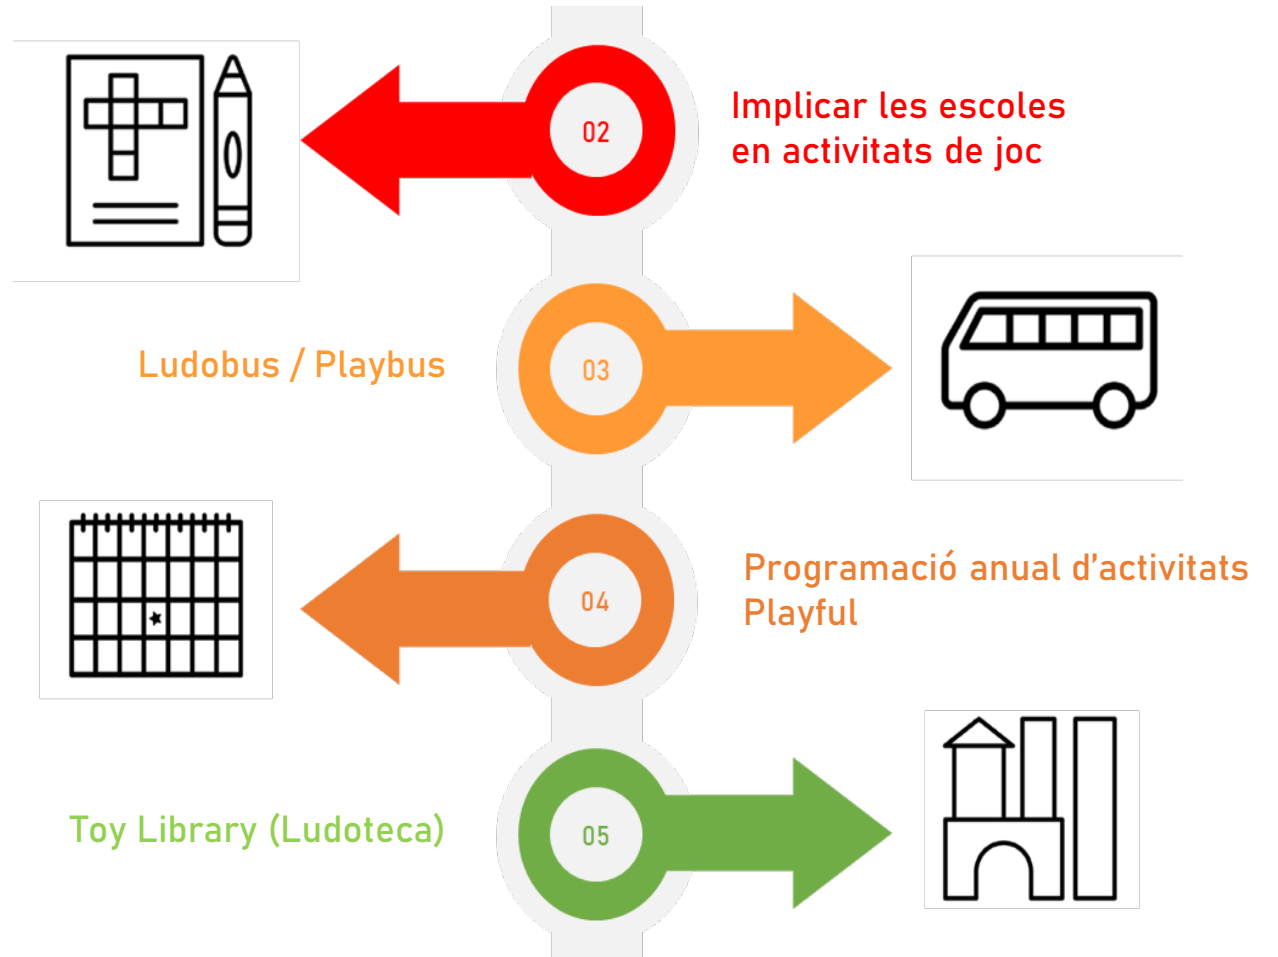 02
Implicar les escoles
en activitats de joc
Ludobus / Playbus
03
04
Programació anual d'activitats
Playful
Toy Library (Ludoteca)
05